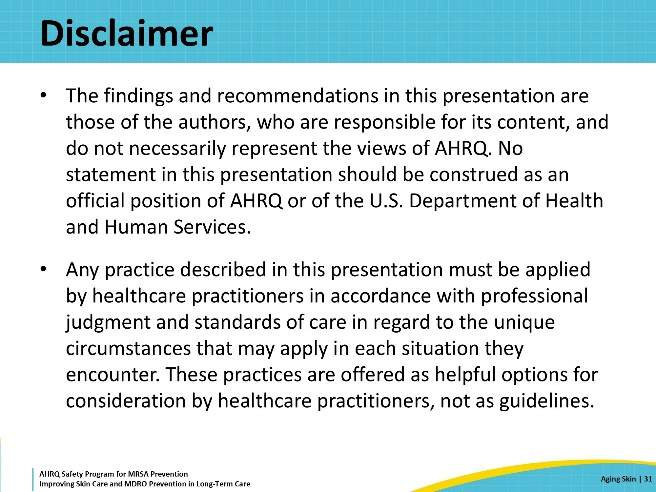 Disclaimer
• The findings and recommendations in this presentation are
those of the authors, who are responsible for its content, and
do not necessarily represent the views of AHRQ. No
statement in this presentation should be construed as an
official position of AHRQ or of the U.S. Department of Health
and Human Services.
• Any practice described in this presentation must be applied
by healthcare practitioners in accordance with professional
judgment and standards of care in regard to the unique
circumstances that may apply in each situation they
encounter. These practices are offered as helpful options for
consideration by healthcare practitioners, not as guidelines.
AHRQ Safety Program for MRSA Prevention
Improving Skin Care and MDRO Prevention in Long-Term Care
Aging Skin | 31